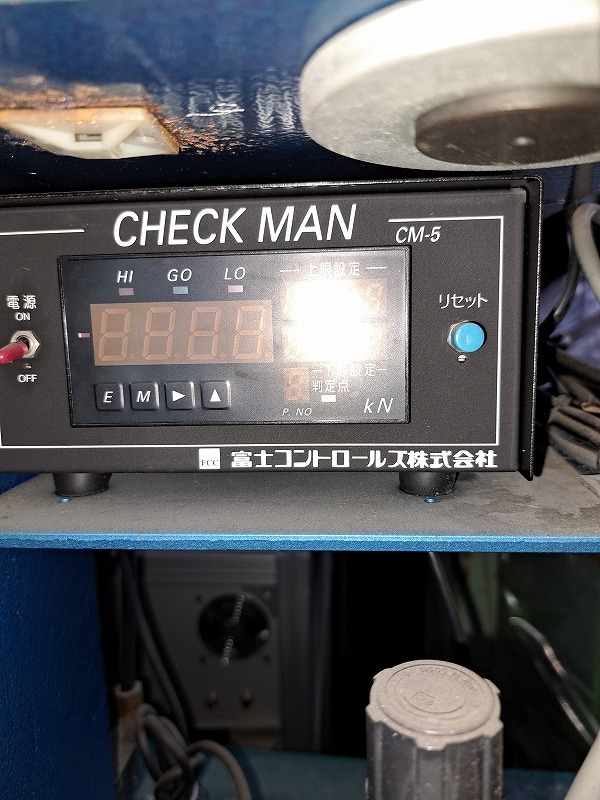 CHECK MAN
CM-5
HI GO LO
上限設定
電源
ON
OFF
リセット
下限設定
判定点
E M
P. NO
kN
FCC 富士コントロールズ株式会社